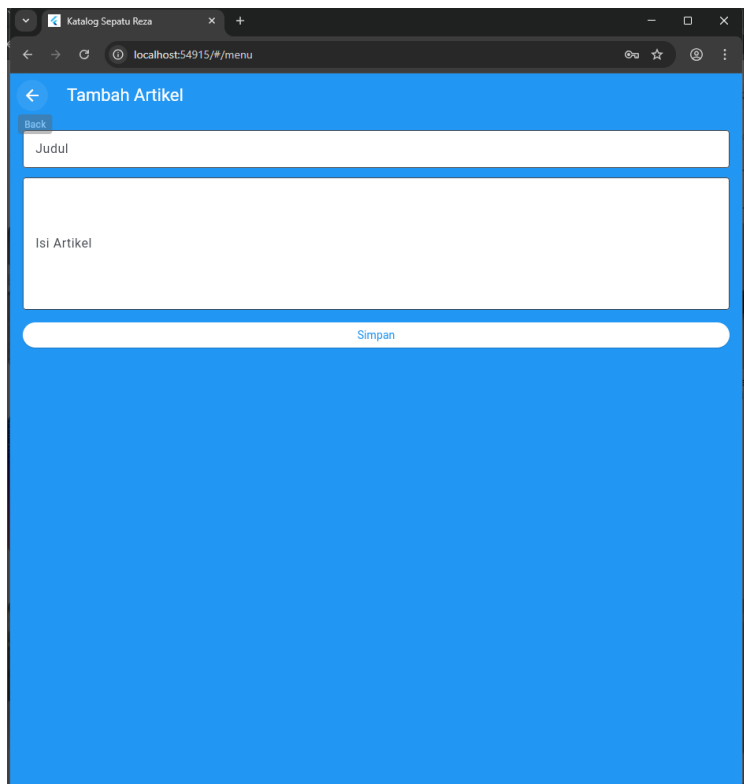 Katalog Sepatu Reza
localhost:54915/#/menu
Tambah Artikel
Back
Judul
Isi Artikel
Simpan